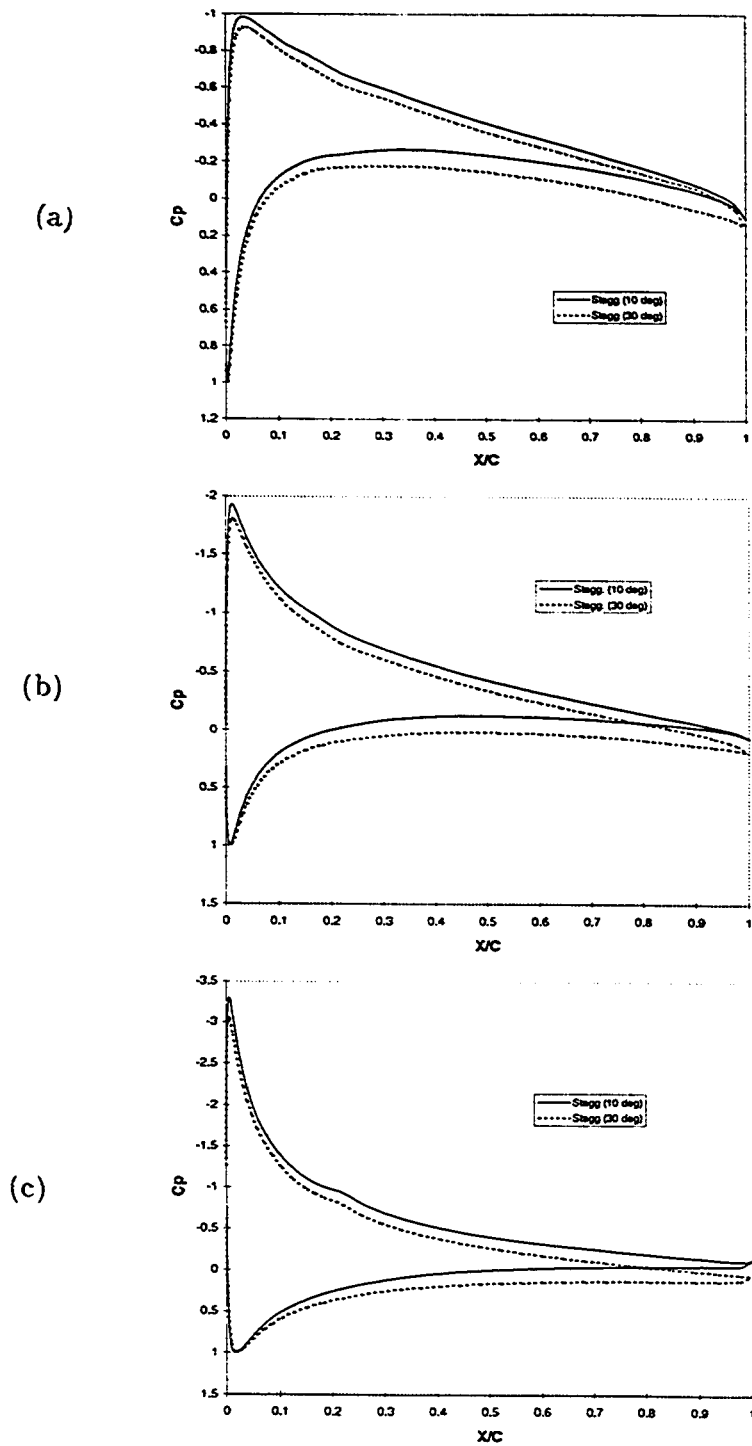 (a)
-1
-0.8
-0.6
-0.4
-0.2
0
0.2
0.4
0.6
0.8
1
1.2
Cp
Stagg (10 deg)
Stagg (30 deg)
0 0.1 0.2 0.3 0.4 0.5 0.6 0.7 0.8 0.9 1
X/C
(b)
-2
-1.5
-1
-0.5
0
0.5
1
1.5
Cp
Stagg. (10 deg)
Stagg. (30 deg)
0 0.1 0.2 0.3 0.4 0.5 0.6 0.7 0.8 0.9 1
X/C
(c)
-3.5
-3
-2.5
-2
-1.5
-1
-0.5
0
0.5
1
1.5
Cp
Stagg (10 deg)
Stagg (30 deg)
0 0.1 0.2 0.3 0.4 0.5 0.6 0.7 0.8 0.9 1
X/C